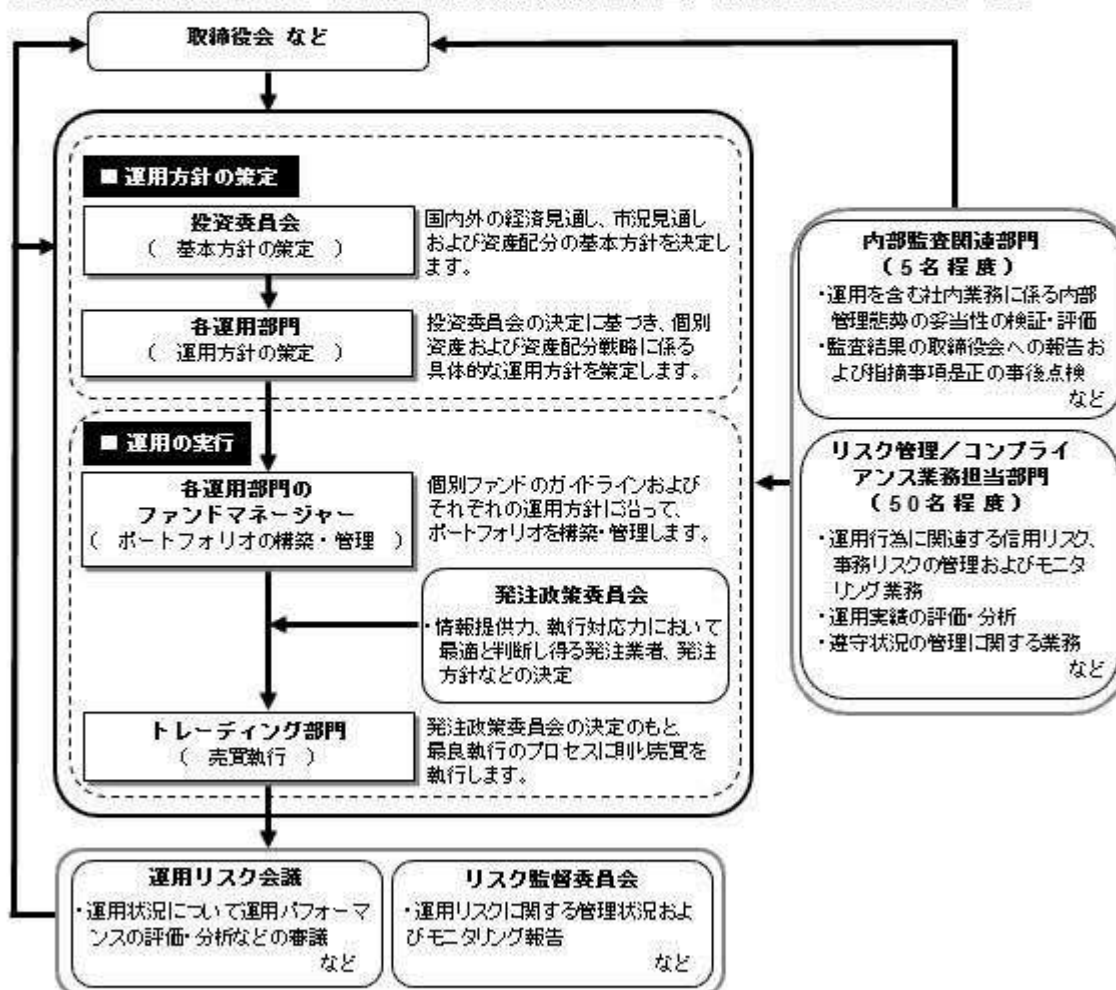 取締役会 など
■ 運用方針の策定
投資委員会
（ 基本方針の策定 ）
国内外の経済見通し、市況見通し
および資産配分の基本方針を決定し
ます。
各運用部門
（ 運用方針の策定 ）
投資委員会の決定に基づき、個別
資産および資産配分戦略に係る
具体的な運用方針を策定します。
■ 運用の実行
各運用部門の
ファンドマネージャー
（ ポートフォリオの構築・管理 ）
個別ファンドのガイドラインおよび
それぞれの運用方針に沿って、
ポートフォリオを構築・管理します。
発注政策委員会
・情報提供力、執行対応力において
最適と判断し得る発注業者、発注
方針などの決定
トレーディング部門
（ 売買執行 ）
発注政策委員会の決定のもと
最良執行のプロセスに則り売買を
執行します。
内部監査関連部門
（５名程度）
・運用を含む社内業務に係る内部
管理態勢の妥当性の検証・評価
・監査結果の取締役会への報告お
よび指摘事項是正の事後点検
など
リスク管理／コンプライ
アンス業務担当部門
（５０名程度）
・運用行為に関連する信用リスク、
事務リスクの管理およびモニタ
リング業務
・運用実績の評価・分析
・遵守状況の管理に関する業務
など
運用リスク会議
・運用状況について運用パフォーマ
ンスの評価・分析などの審議
など
リスク監督委員会
・運用リスクに関する管理状況およ
びモニタリング報告
など